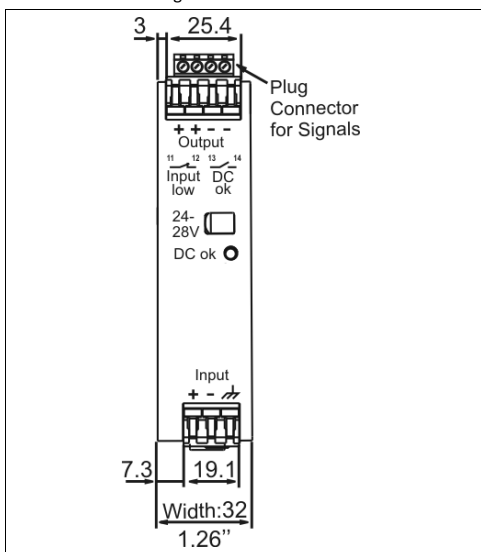 3 25.4
Plug
Connector
for Signals
+ + - -
Output
11 12 13 14
Input DC
low ok
24-
28V
DC ok
Input
+ -
7.3 19.1
Width:32
1.26"